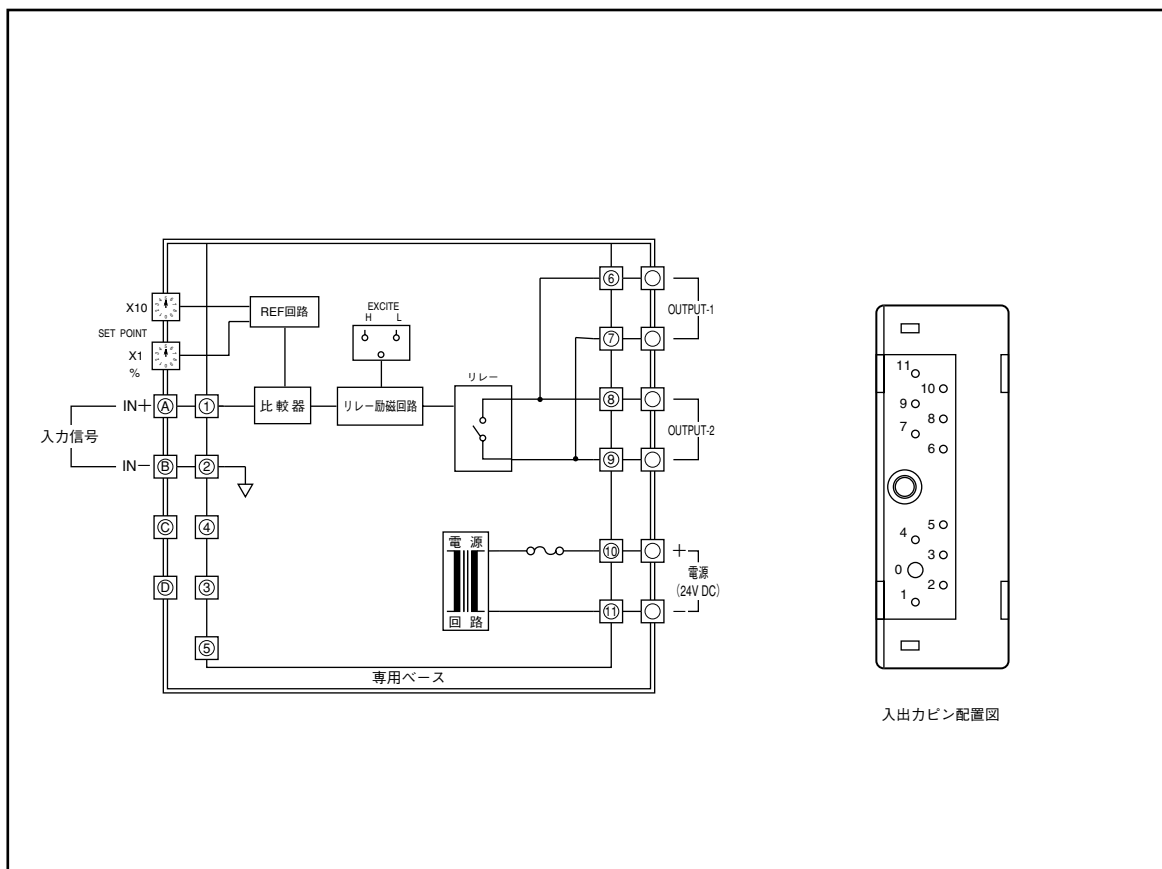 X10
SET POINT
X1
%
REF回路
EXCITE
H L
リレー
IN+ Ⓐ ①
比較器
リレー励磁回路
入力信号
IN− Ⓑ ②
Ⓒ ④
Ⓓ ③
⑤
⑥
OUTPUT-1
⑦
⑧
OUTPUT-2
⑨
電源
回路
⑩ +
電源
(24V DC)
⑪ −
専用ベース
11
10
9
8
7
6
5
4
3
0
2
1
入出力ピン配置図